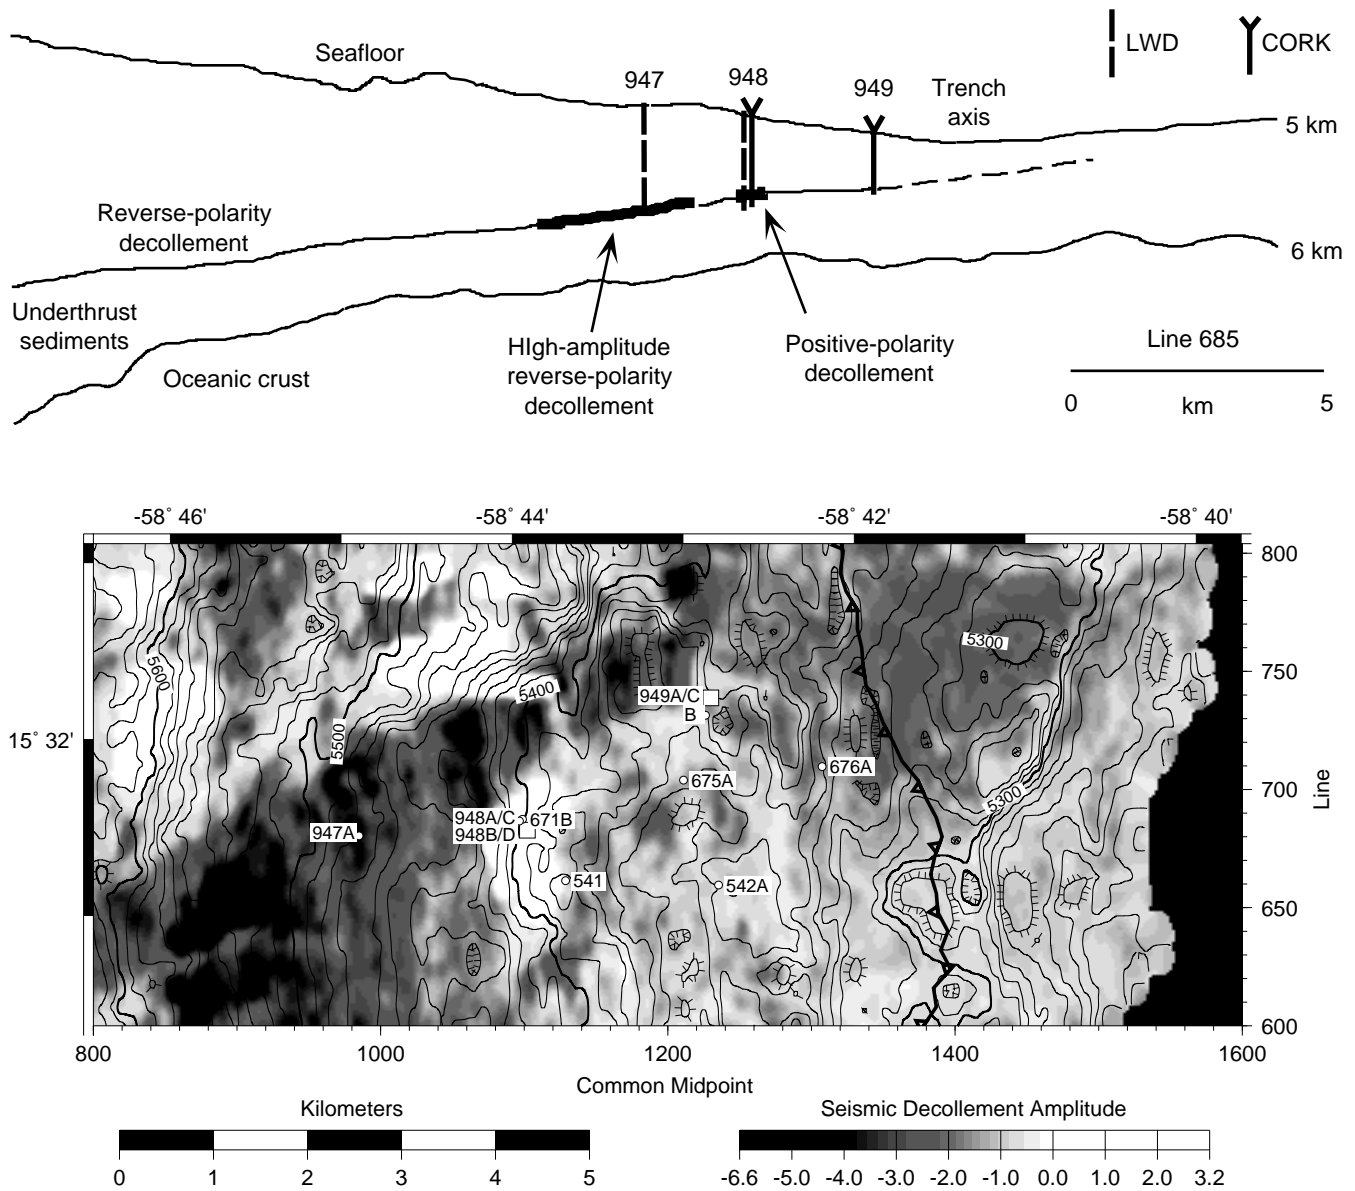 Seafloor
947
948
949
LWD
CORK
Trench
axis
5 km
Reverse-polarity
decollement
6 km
Underthrust
sediments
Oceanic crust
HIgh-amplitude
reverse-polarity
decollement
Positive-polarity
decollement
Line 685
0 km 5
-58° 46' -58° 44' -58° 42' -58° 40'
800
750
700
650
600
Line
15° 32'
5600
5500
5400
5300
5300
949A/C
B
675A
676A
948A/C
671B
948B/D
947A
541
542A
800 1000 1200 1400 1600
Common Midpoint
Kilometers
0 1 2 3 4 5
Seismic Decollement Amplitude
-6.6 -5.0 -4.0 -3.0 -2.0 -1.0 0.0 1.0 2.0 3.2